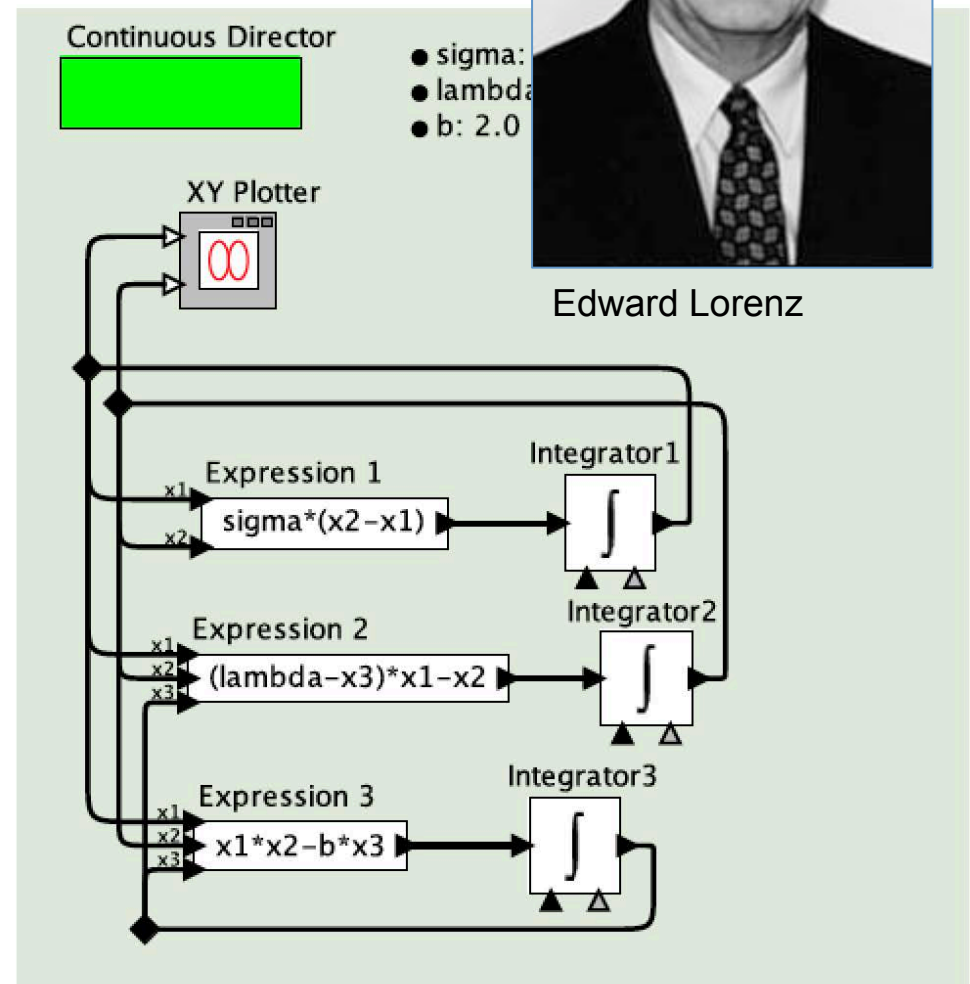 Continuous Director
sigma:
b: 2.0
XY Plotter
Edward Lorenz
Integrator1
Expression 1
x1
sigma*(x2-x1)
x2
∫
Integrator2
Expression 2
x1
x2
(lambda-x3)*x1-x2
x3
∫
Integrator3
Expression 3
x1
x2
x1*x2-b*x3
x3
∫